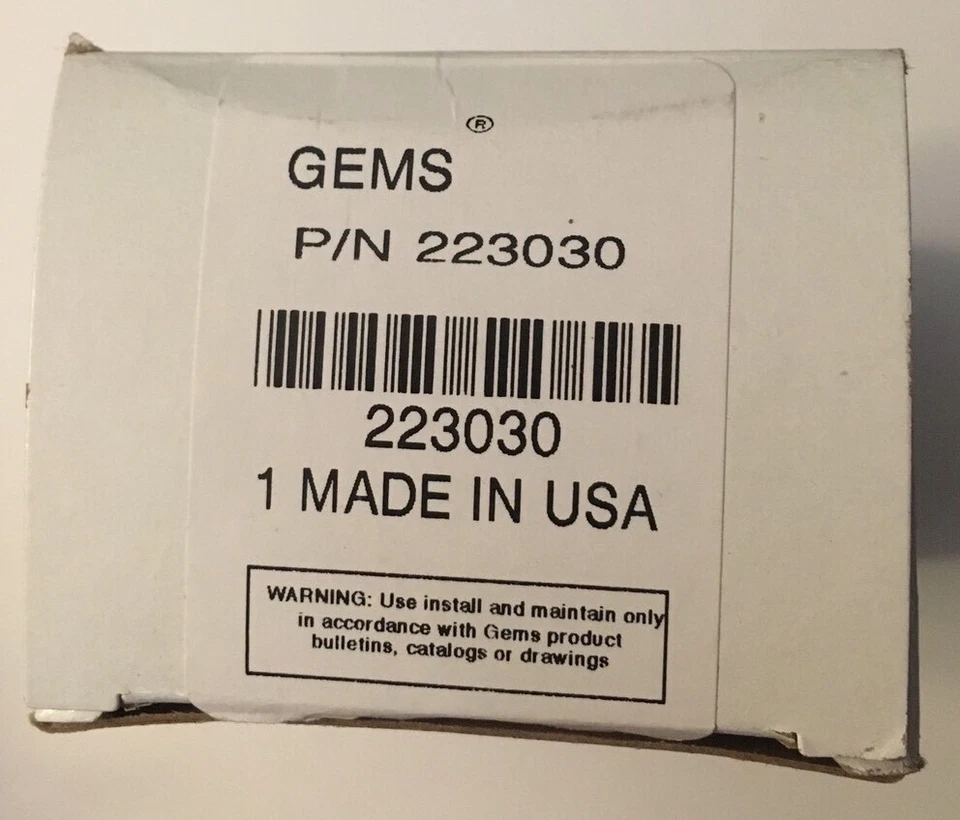 ®
GEMS
P/N 223030
223030
1 MADE IN USA
WARNING: Use install and maintain only
in accordance with Gems product
bulletins, catalogs or drawings